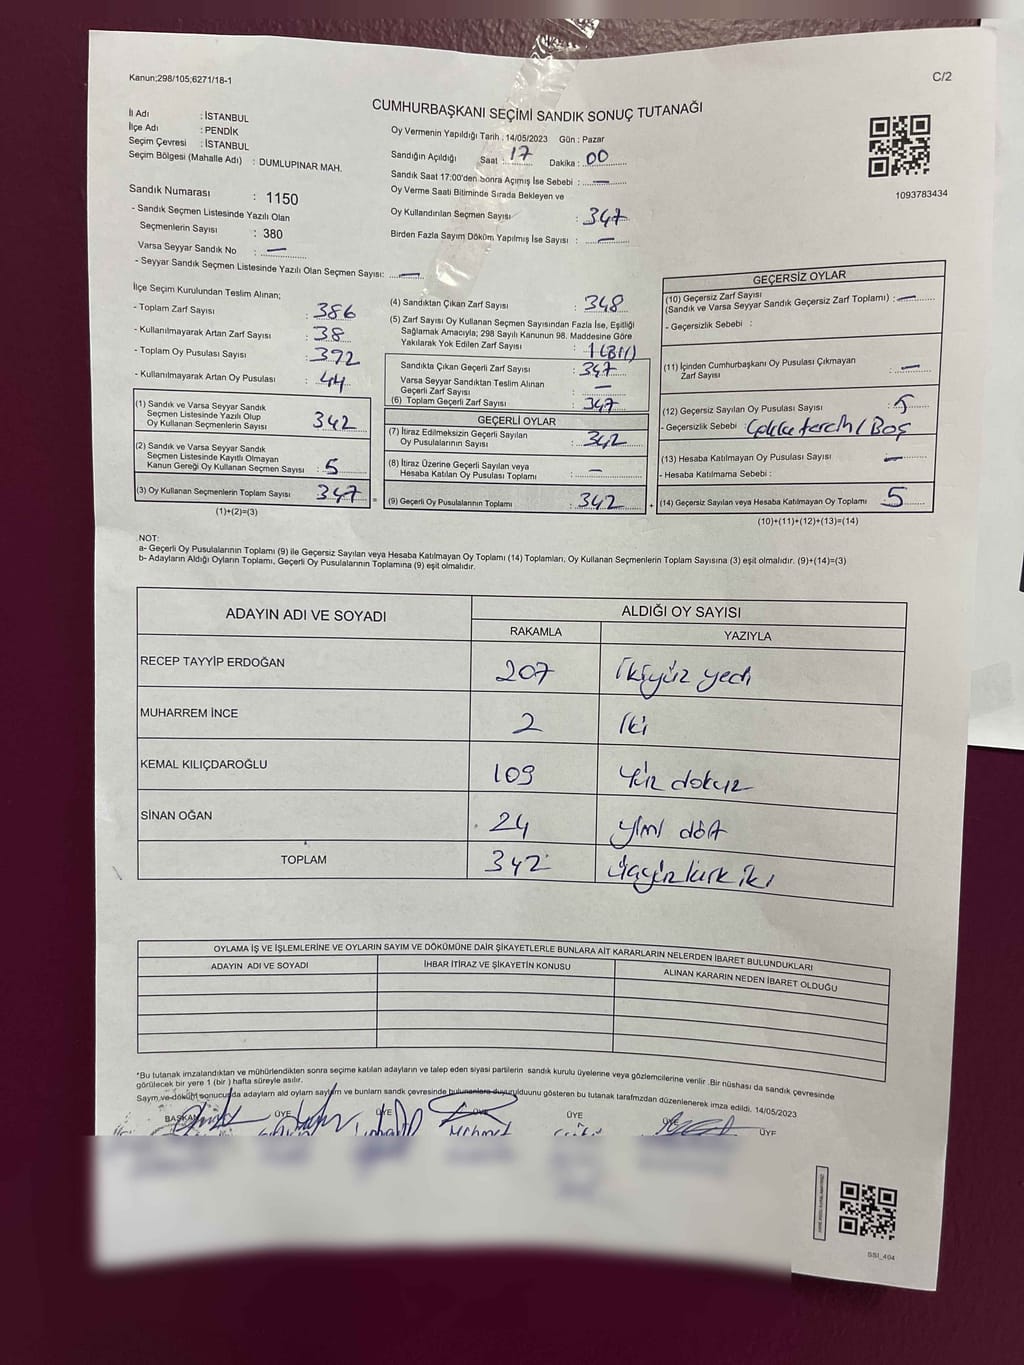 Kanun;298/105;6271/18-1
C/2
CUMHURBAŞKANI SEÇİMİ SANDIK SONUÇ TUTANAĞI
İl Adı : İSTANBUL
İlçe Adı : PENDİK
Seçim Çevresi : İSTANBUL
Seçim Bölgesi (Mahalle Adı) : DUMLUPINAR MAH.
Sandık Numarası : 1150
- Sandık Seçmen Listesinde Yazılı Olan
Seçmenlerin Sayısı : 380
Varsa Seyyar Sandık No : —
- Seyyar Sandık Seçmen Listesinde Yazılı Olan Seçmen Sayısı: —
Oy Vermenin Yapıldığı Tarih : 14/05/2023 Gün : Pazar
Sandığın Açıldığı Saat : 17 Dakika : 00
Sandık Saat 17:00'den Sonra Açımış İse Sebebi : —
Oy Verme Saati Bitiminde Sırada Bekleyen ve
Oy Kullandırılan Seçmen Sayısı : 347
Birden Fazla Sayım Döküm Yapılmış İse Sayısı : —
1093783434
İlçe Seçim Kurulundan Teslim Alınan;
- Toplam Zarf Sayısı : 386
- Kullanılmayarak Artan Zarf Sayısı : 38
- Toplam Oy Pusulası Sayısı : 392
- Kullanılmayarak Artan Oy Pusulası : 44
(1) Sandık ve Varsa Seyyar Sandık
Seçmen Listesinde Yazılı Olup
Oy Kullanan Seçmenlerin Sayısı : 342
(2) Sandık ve Varsa Seyyar Sandık
Seçmen Listesinde Kayıtlı Olmayan
Kanun Gereği Oy Kullanan Seçmen Sayısı : 5
(3) Oy Kullanan Seçmenlerin Toplam Sayısı : 347
(1)+(2)=(3)
(4) Sandıktan Çıkan Zarf Sayısı : 348
(5) Zarf Sayısı Oy Kullanan Seçmen Sayısından Fazla İse, Eşitliği
Sağlamak Amacıyla; 298 Sayılı Kanunun 98. Maddesine Göre
Yakılarak Yok Edilen Zarf Sayısı : 1 (Bir)
Sandıkta Çıkan Geçerli Zarf Sayısı : 347
Varsa Seyyar Sandıktan Teslim Alınan
Geçerli Zarf Sayısı : —
(6) Toplam Geçerli Zarf Sayısı : 347
GEÇERLİ OYLAR
(7) İtiraz Edilmeksizin Geçerli Sayılan
Oy Pusulalarının Sayısı : 342
(8) İtiraz Üzerine Geçerli Sayılan veya
Hesaba Katılan Oy Pusulası Toplamı : —
(9) Geçerli Oy Pusulalarının Toplamı : 342
GEÇERSİZ OYLAR
(10) Geçersiz Zarf Sayısı
(Sandık ve Varsa Seyyar Sandık Geçersiz Zarf Toplamı) : —
- Geçersizlik Sebebi :
(11) İçinden Cumhurbaşkanı Oy Pusulası Çıkmayan
Zarf Sayısı : —
(12) Geçersiz Sayılan Oy Pusulası Sayısı : 5
- Geçersizlik Sebebi : tercih / Boş
(13) Hesaba Katılmayan Oy Pusulası Sayısı : —
- Hesaba Katılmama Sebebi :
(14) Geçersiz Sayılan veya Hesaba Katılmayan Oy Toplamı : 5
(10)+(11)+(12)+(13)=(14)
NOT:
a- Geçerli Oy Pusulalarının Toplamı (9) ile Geçersiz Sayılan veya Hesaba Katılmayan Oy Toplamı (14) Toplamları, Oy Kullanan Seçmenlerin Toplam Sayısına (3) eşit olmalıdır. (9)+(14)=(3)
b- Adayların Aldığı Oyların Toplamı, Geçerli Oy Pusulalarının Toplamına (9) eşit olmalıdır.
ADAYIN ADI VE SOYADI ALDIĞI OY SAYISI
RAKAMLA YAZIYLA
RECEP TAYYİP ERDOĞAN 207 ikiyüz yedi
MUHARREM İNCE 2 iki
KEMAL KILIÇDAROĞLU 109 Yüz dokuz
SİNAN OĞAN 24 yirmi dört
TOPLAM 342 üçyüz kırk iki
OYLAMA İŞ VE İŞLEMLERİNE VE OYLARIN SAYIM VE DÖKÜMÜNE DAİR ŞİKAYETLERLE BUNLARA AİT KARARLARIN NELERDEN İBARET BULUNDUKLARI
ADAYIN ADI VE SOYADI İHBAR İTİRAZ VE ŞİKAYETİN KONUSU ALINAN KARARIN NEDEN İBARET OLDUĞU
*Bu tutanak imzalandıktan ve mühürlendikten sonra seçime katılan adayların ve talep eden siyasi partilerin sandık kurulu üyelerine veya gözlemcilerine verilir .Bir nüshası da sandık çevresinde
görülecek bir yere 1 (bir ) hafta süreyle asılır.
Saym ve döküm sonucusda adaylarn ald oylarn saylarn ve bunlarn sandk çevresinde bulunanlara duyuruldlunu gösteren bu tutanak tarafmzdan düzenlenerek imza edildi. 14/05/2023
BAŞKAN ÜYE ÜYE ÜYE ÜYE ÜYE ÜYE
Mehmet
SSI_404